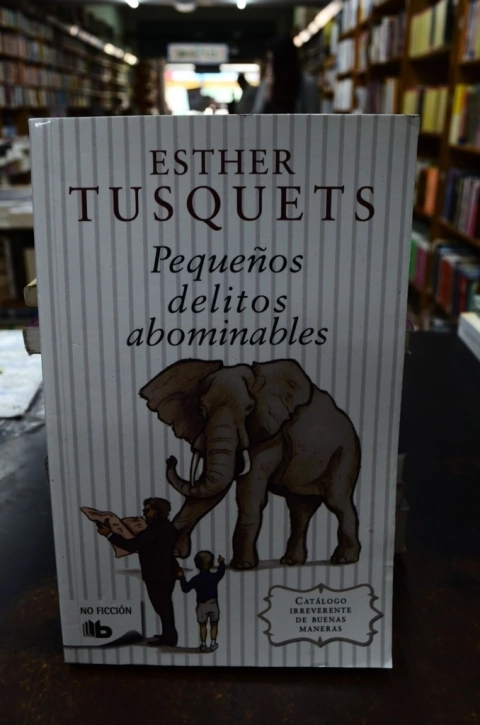 ESTHER
TUSQUETS
Pequeños
delitos
abominables
NO FICCIÓN
b
CATÁLOGO
IRREVERENTE
DE BUENAS
MANERAS